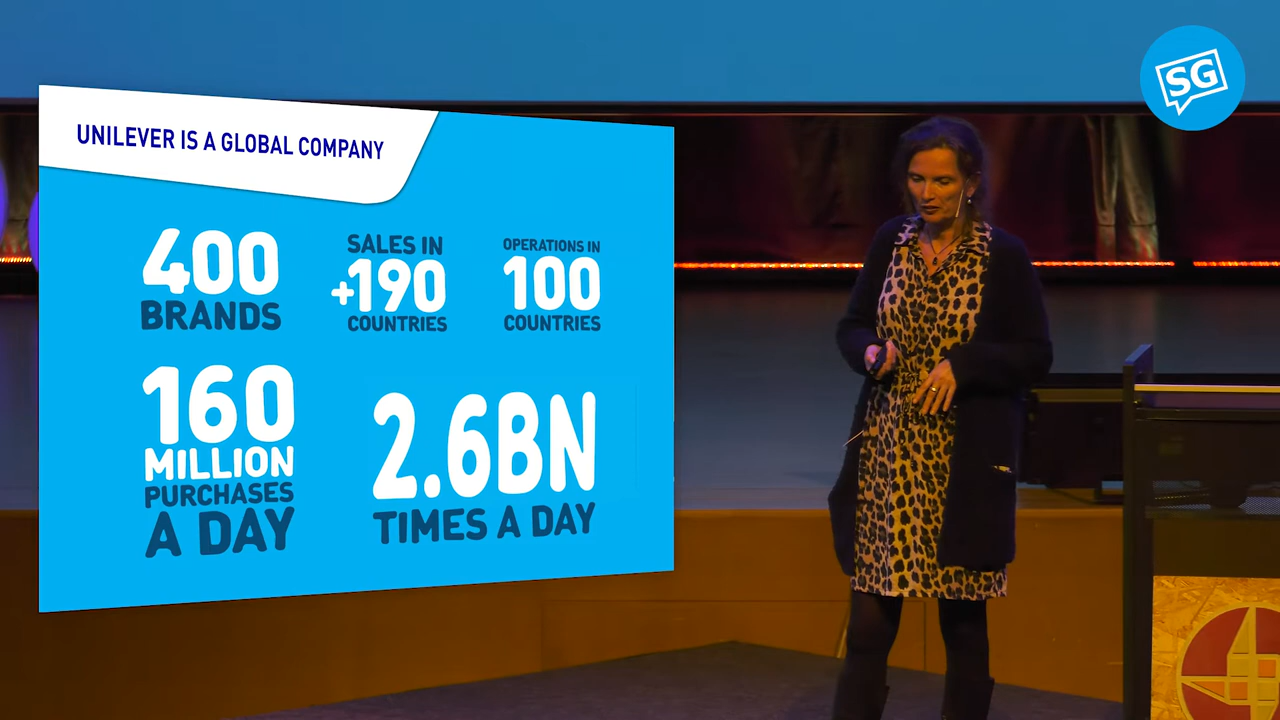 SG
UNILEVER IS A GLOBAL COMPANY
400
BRANDS
SALES IN
+190
COUNTRIES
OPERATIONS IN
100
COUNTRIES
160
MILLION
PURCHASES
A DAY
2.6BN
TIMES A DAY